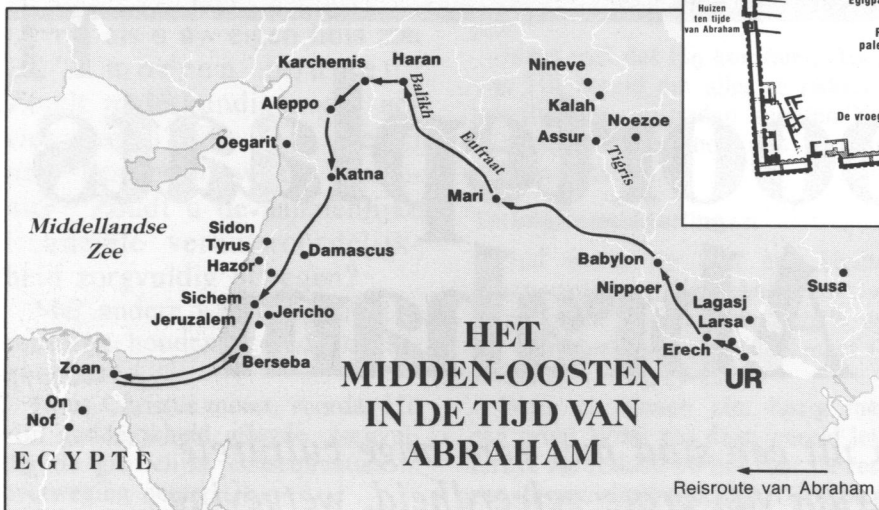 Huizen
ten tijde
van Abraham
De vroeg
Karchemis
Haran
Balikh
Nineve
Kalah
Aleppo
Noezoe
Assur
Tigris
Oegarit
Eufraat
Katna
Mari
Middellandse
Zee
Sidon
Tyrus
Damascus
Hazor
Babylon
Nippoer
Susa
Sichem
Lagasj
Jericho
Larsa
Jeruzalem
Erech
Berseba
Zoan
UR
HET
MIDDEN-OOSTEN
IN DE TIJD VAN
ABRAHAM
On
Nof
EGYPTE
Reisroute van Abraham